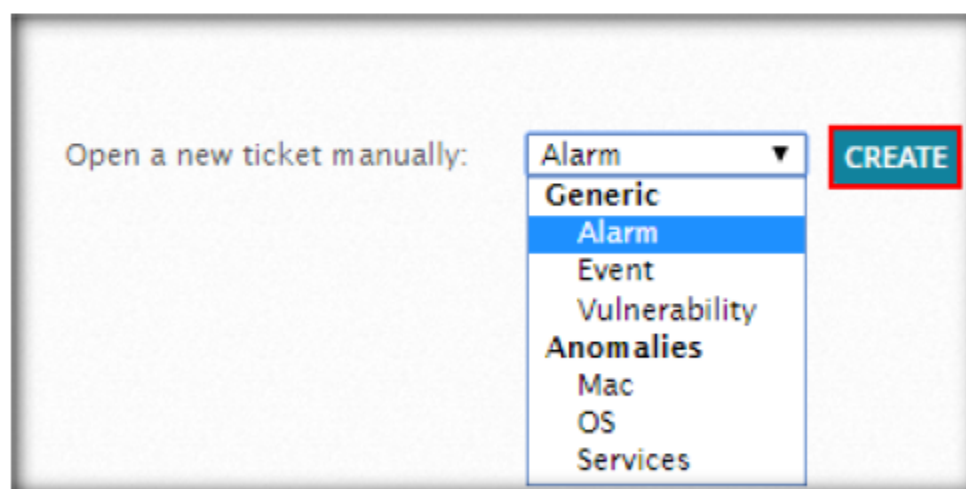 Open a new ticket manually: Alarm ▼ CREATE
Generic
Alarm
Event
Vulnerability
Anomalies
Mac
OS
Services